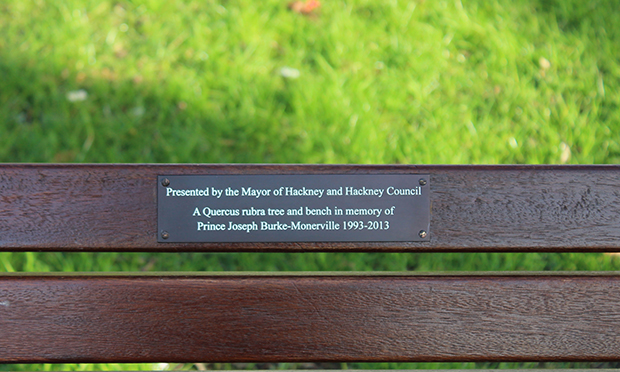 Presented by the Mayor of Hackney and Hackney Council
A Quercus rubra tree and bench in memory of
Prince Joseph Burke-Monerville 1993-2013